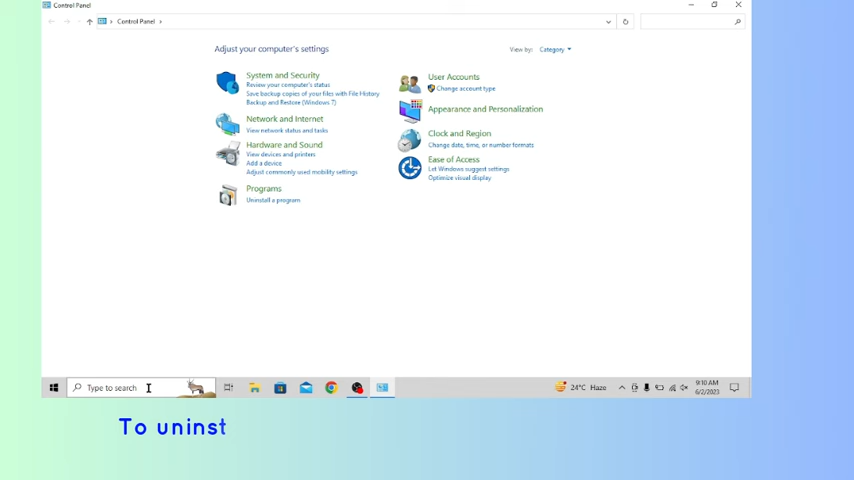 Control Panel
Control Panel
Adjust your computer's settings
View by: Category
System and Security
Review your computer's status
Save backup copies of your files with File History
Backup and Restore (Windows 7)
Network and Internet
View network status and tasks
Hardware and Sound
View devices and printers
Add a device
Adjust commonly used mobility settings
Programs
Uninstall a program
User Accounts
Change account type
Appearance and Personalization
Clock and Region
Change date, time, or number formats
Ease of Access
Let Windows suggest settings
Optimize visual display
Type to search
24°C Haze
9:10 AM
6/2/2023
To uninst